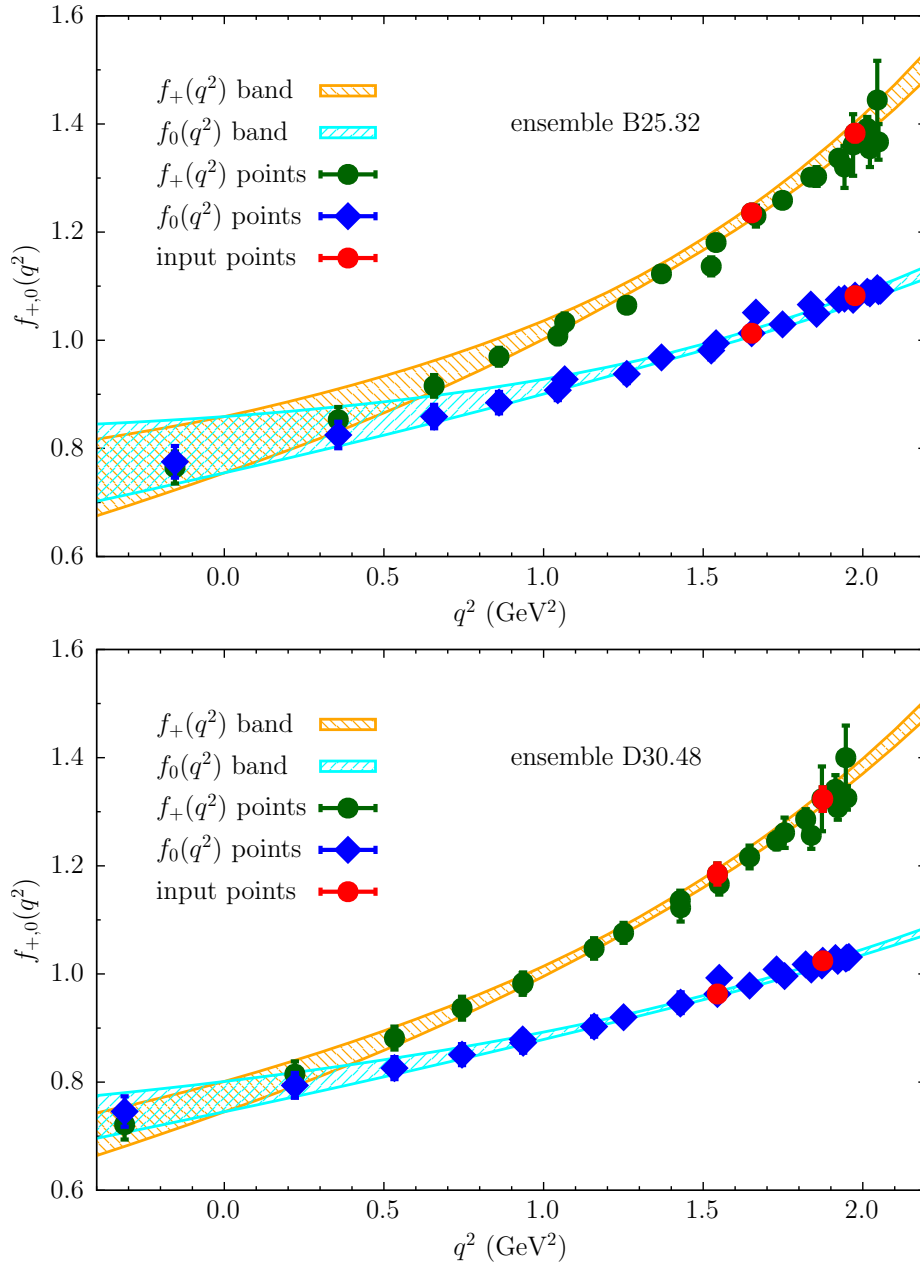 1.6
1.4
1.2
1.0
0.8
0.6
f₊,₀(q²)
f₊(q²) band
f₀(q²) band
f₊(q²) points
f₀(q²) points
input points
ensemble B25.32
0.0 0.5 1.0 1.5 2.0
q² (GeV²)
1.6
1.4
1.2
1.0
0.8
0.6
f₊,₀(q²)
f₊(q²) band
f₀(q²) band
f₊(q²) points
f₀(q²) points
input points
ensemble D30.48
0.0 0.5 1.0 1.5 2.0
q² (GeV²)